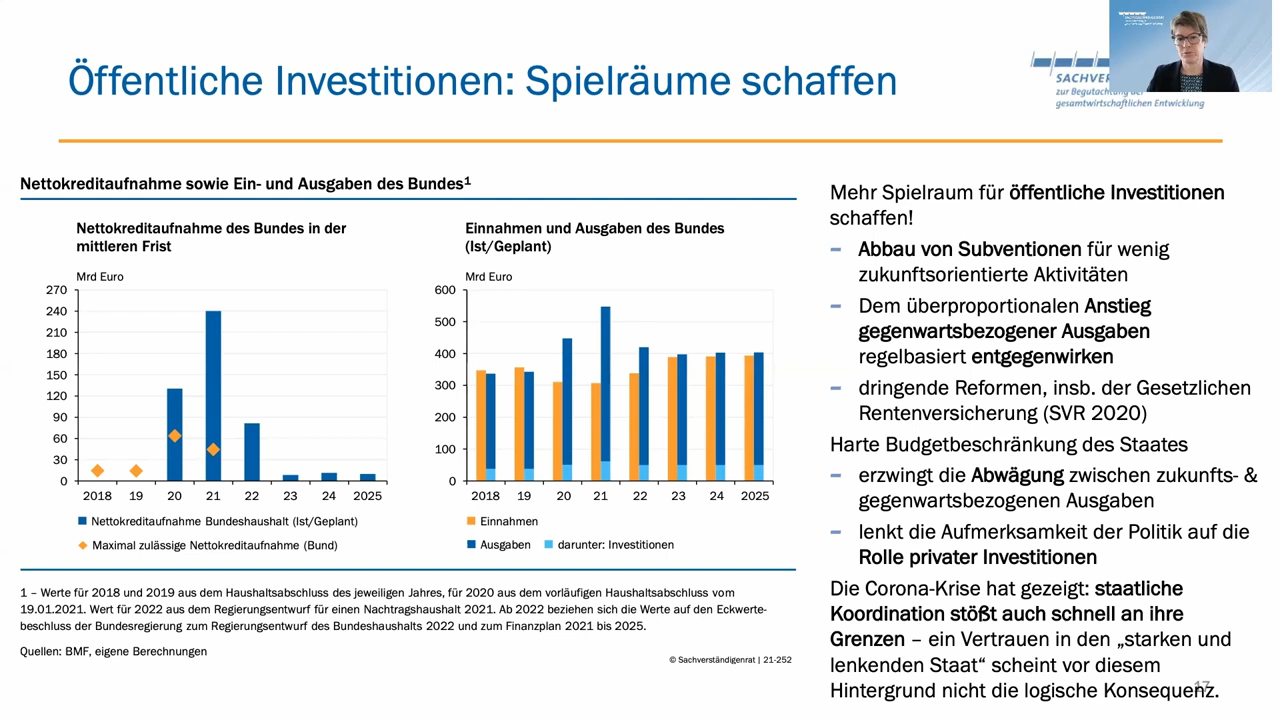 Öffentliche Investitionen: Spielräume schaffen
zur Begutachtung der
gesamtwirtschaftlichen Entwicklung
Nettokreditaufnahme sowie Ein- und Ausgaben des Bundes¹
Nettokreditaufnahme des Bundes in der
mittleren Frist
Mrd Euro
270
240
210
180
150
120
90
60
30
0
2018 19 20 21 22 23 24 2025
Nettokreditaufnahme Bundeshaushalt (Ist/Geplant)
Maximal zulässige Nettokreditaufnahme (Bund)
Einnahmen und Ausgaben des Bundes
(Ist/Geplant)
Mrd Euro
600
500
400
300
200
100
0
2018 19 20 21 22 23 24 2025
Einnahmen
Ausgaben darunter: Investitionen
1 – Werte für 2018 und 2019 aus dem Haushaltsabschluss des jeweiligen Jahres, für 2020 aus dem vorläufigen Haushaltsabschluss vom
19.01.2021. Wert für 2022 aus dem Regierungsentwurf für einen Nachtragshaushalt 2021. Ab 2022 beziehen sich die Werte auf den Eckwerte-
beschluss der Bundesregierung zum Regierungsentwurf des Bundeshaushalts 2022 und zum Finanzplan 2021 bis 2025.
Quellen: BMF, eigene Berechnungen
© Sachverständigenrat | 21-252
Mehr Spielraum für öffentliche Investitionen
schaffen!
– Abbau von Subventionen für wenig
zukunftsorientierte Aktivitäten
– Dem überproportionalen Anstieg
gegenwartsbezogener Ausgaben
regelbasiert entgegenwirken
– dringende Reformen, insb. der Gesetzlichen
Rentenversicherung (SVR 2020)
Harte Budgetbeschränkung des Staates
– erzwingt die Abwägung zwischen zukunfts- &
gegenwartsbezogenen Ausgaben
– lenkt die Aufmerksamkeit der Politik auf die
Rolle privater Investitionen
Die Corona-Krise hat gezeigt: staatliche
Koordination stößt auch schnell an ihre
Grenzen – ein Vertrauen in den „starken und
lenkenden Staat“ scheint vor diesem
Hintergrund nicht die logische Konsequenz.
17